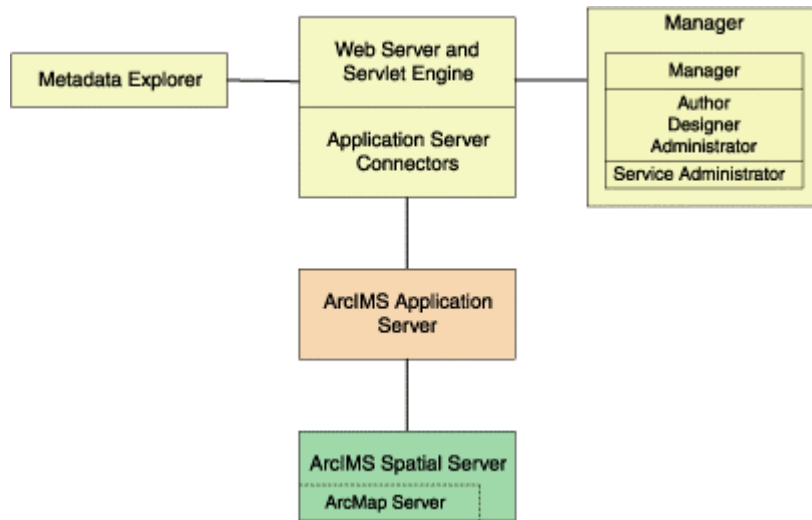 Metadata Explorer
Web Server and
Servlet Engine
Application Server
Connectors
Manager
Manager
Author
Designer
Administrator
Service Administrator
ArcIMS Application
Server
ArcIMS Spatial Server
ArcMap Server